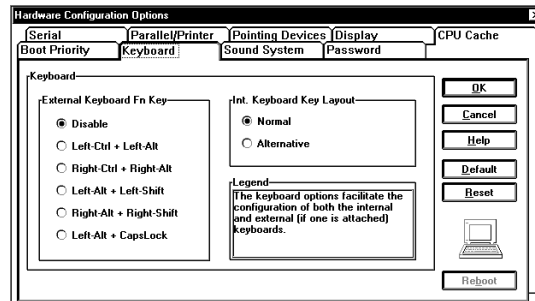 Hardware Configuration Options
Serial Parallel/Printer Pointing Devices Display CPU Cache
Boot Priority Keyboard Sound System Password
Keyboard
External Keyboard Fn Key
Disable
Left-Ctrl + Left-Alt
Right-Ctrl + Right-Alt
Left-Alt + Left-Shift
Right-Alt + Right-Shift
Left-Alt + CapsLock
Int. Keyboard Key Layout
Normal
Alternative
Legend
The keyboard options facilitate the
configuration of both the internal
and external (if one is attached)
keyboards.
OK
Cancel
Help
Default
Reset
Reboot